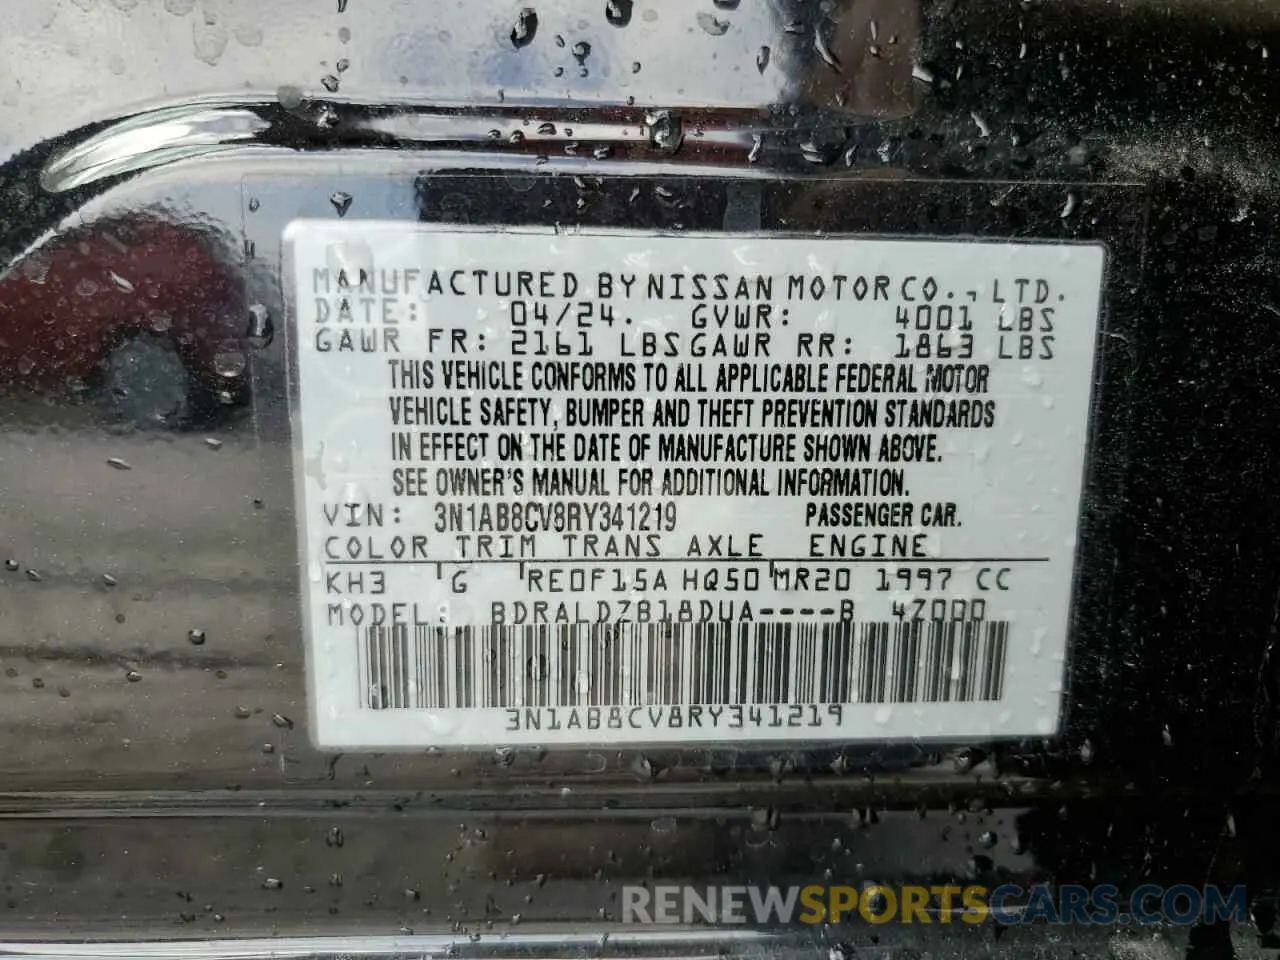 MANUFACTURED BY NISSAN MOTOR CO., LTD.
DATE: 04/24. GVWR: 4001 LBS
GAWR FR: 2161 LBS GAWR RR: 1863 LBS
THIS VEHICLE CONFORMS TO ALL APPLICABLE FEDERAL MOTOR
VEHICLE SAFETY, BUMPER AND THEFT PREVENTION STANDARDS
IN EFFECT ON THE DATE OF MANUFACTURE SHOWN ABOVE.
SEE OWNER'S MANUAL FOR ADDITIONAL INFORMATION.
VIN: 3N1AB8CV8RY341219 PASSENGER CAR.
COLOR TRIM TRANS AXLE ENGINE
KH3 G RE0F15A HQ50 MR20 1997 CC
MODEL: BDRALDZB18DUA----B 4Z000
3N1AB8CV8RY341219
RENEWSPORTSCARS.COM